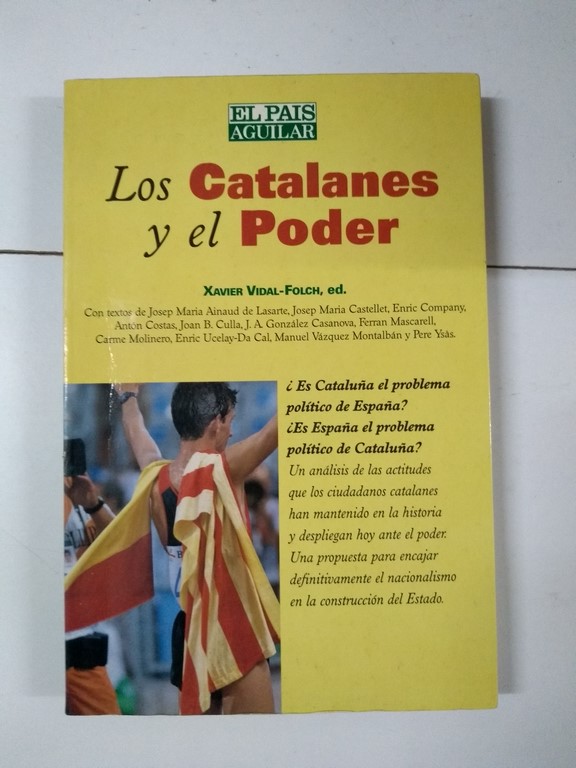 EL PAIS
AGUILAR
Los Catalanes
y el Poder
XAVIER VIDAL-FOLCH, ed.
Con textos de Josep Maria Ainaud de Lasarte, Josep Maria Castellet, Enric Company,
Antón Costas, Joan B. Culla, J. A. González Casanova, Ferran Mascarell,
Carme Molinero, Enric Ucelay-Da Cal, Manuel Vázquez Montalbán y Pere Ysàs.
¿ Es Cataluña el problema
político de España?
¿Es España el problema
político de Cataluña?
Un análisis de las actitudes
que los ciudadanos catalanes
han mantenido en la historia
y despliegan hoy ante el poder.
Una propuesta para encajar
definitivamente el nacionalismo
en la construcción del Estado.